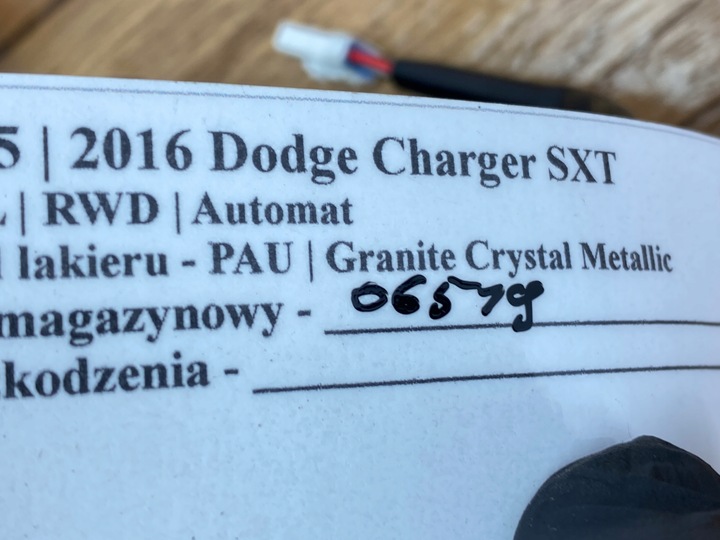 5 | 2016 Dodge Charger SXT
L | RWD | Automat
lakieru - PAU | Granite Crystal Metallic
magazynowy - 06579
kodzenia -